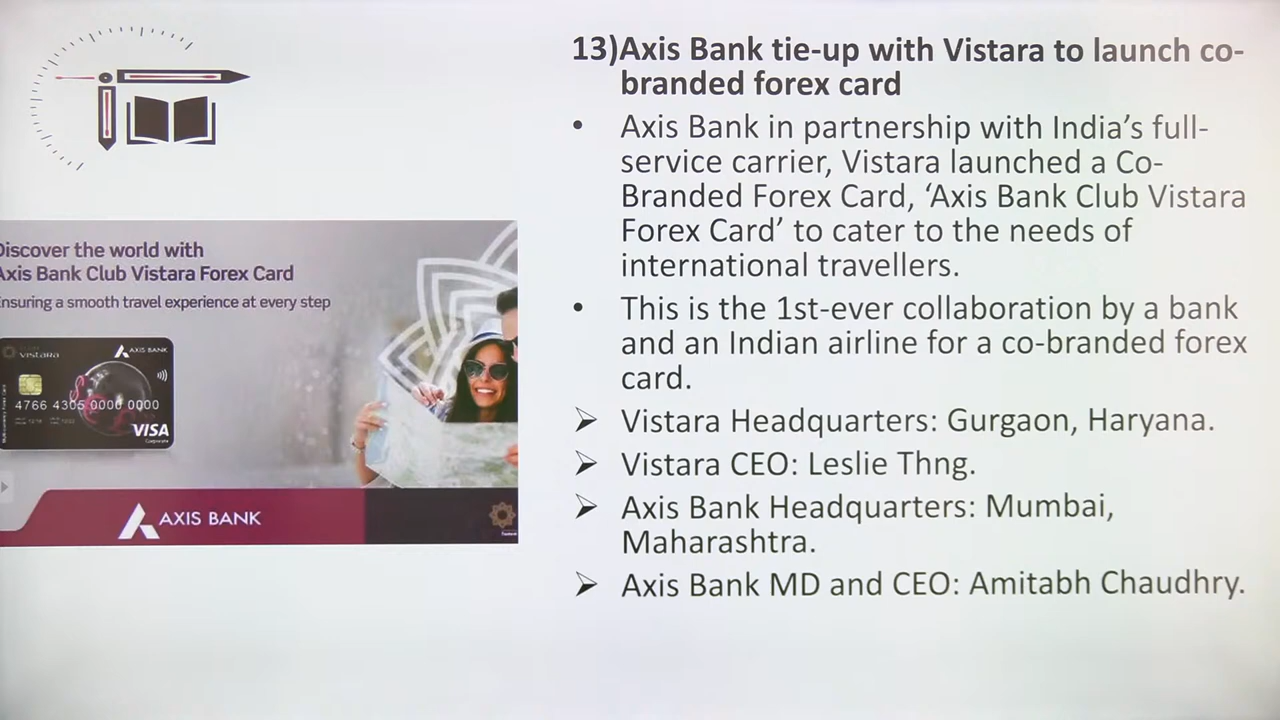 13)Axis Bank tie-up with Vistara to launch co-
branded forex card
• Axis Bank in partnership with India’s full-
service carrier, Vistara launched a Co-
Branded Forex Card, ‘Axis Bank Club Vistara
Forex Card’ to cater to the needs of
international travellers.
• This is the 1st-ever collaboration by a bank
and an Indian airline for a co-branded forex
card.
➢ Vistara Headquarters: Gurgaon, Haryana.
➢ Vistara CEO: Leslie Thng.
➢ Axis Bank Headquarters: Mumbai,
Maharashtra.
➢ Axis Bank MD and CEO: Amitabh Chaudhry.
Discover the world with
Axis Bank Club Vistara Forex Card
Ensuring a smooth travel experience at every step
VISTARA
AXIS BANK
4766 4305 0000 0000
VISA
Corporate
AXIS BANK